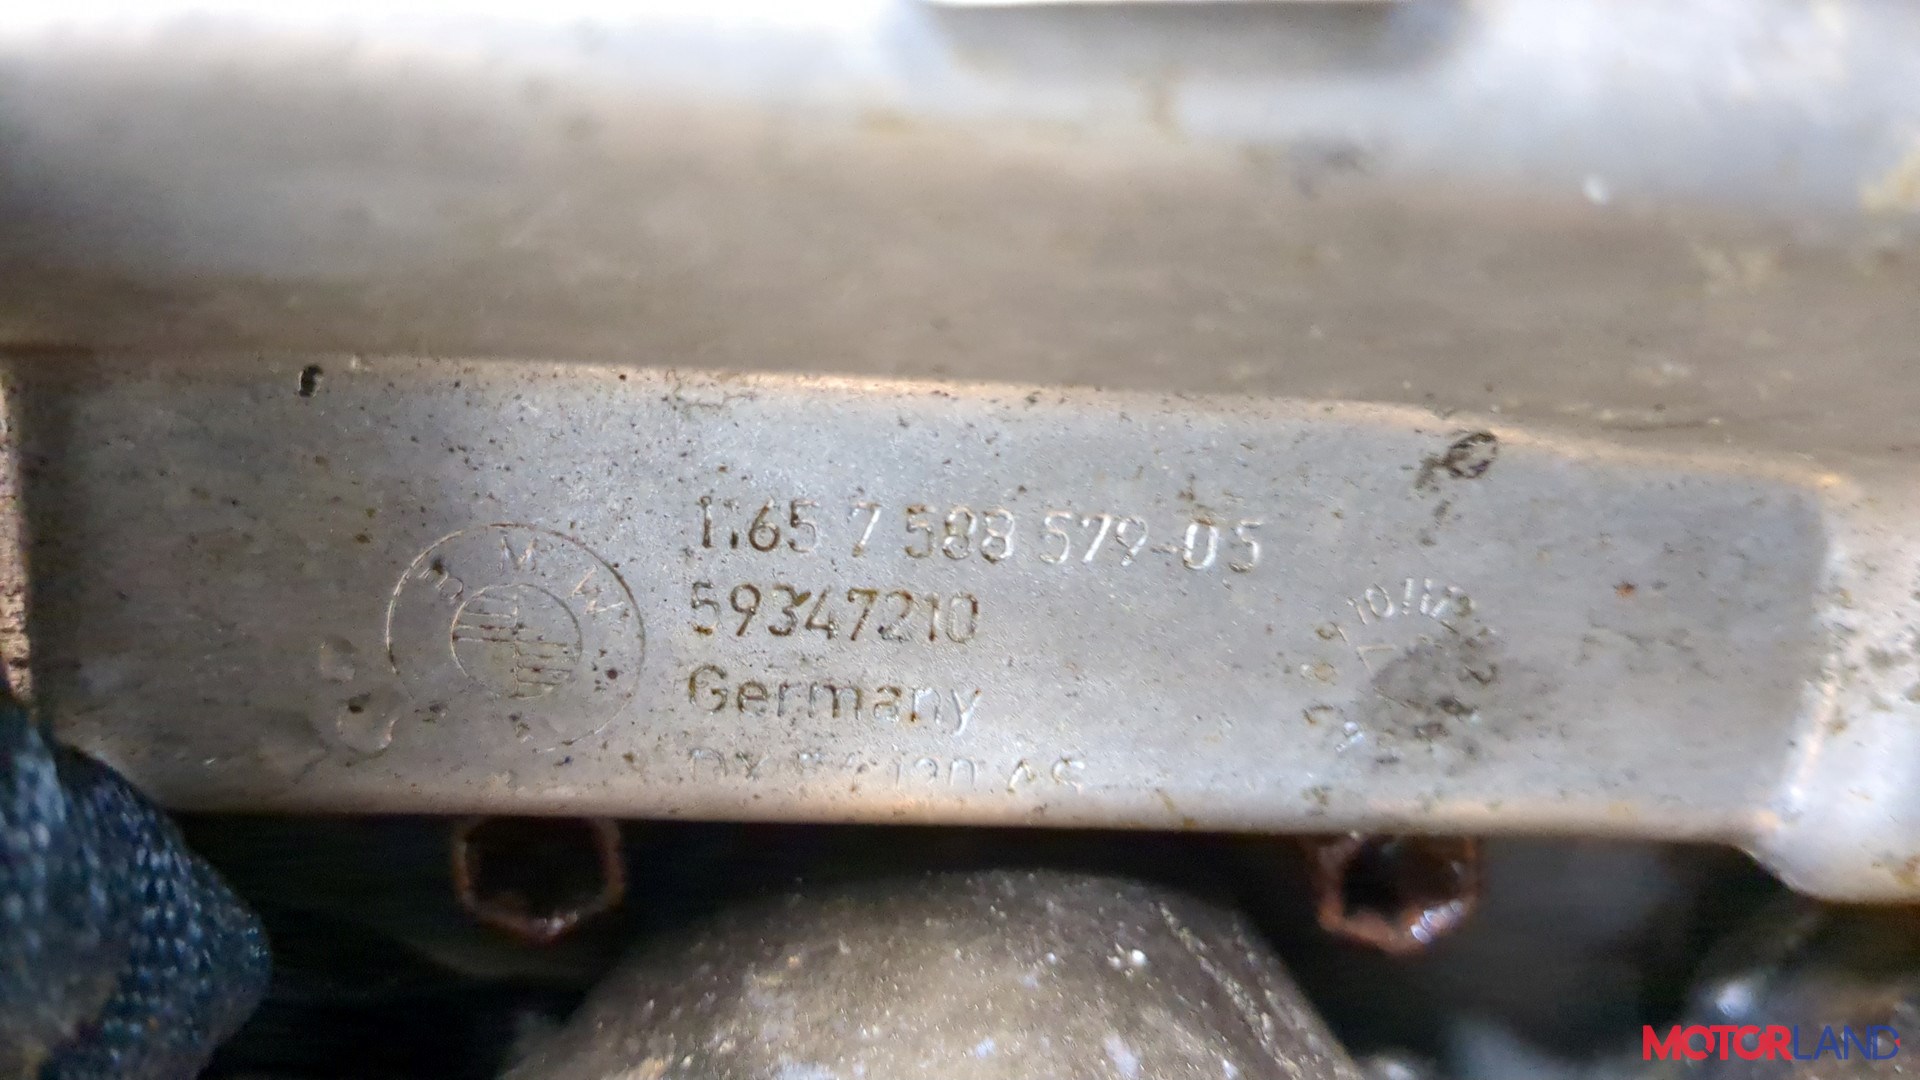 BMW
11.65 7 588 579-05
59347210
Germany
MOTORLAND